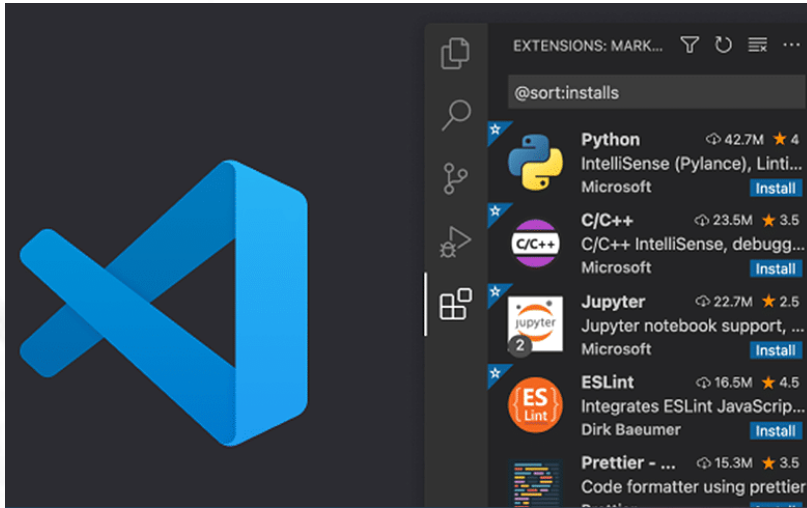 EXTENSIONS: MARK...
@sort:installs
Python 42.7M ★ 4
IntelliSense (Pylance), Linti...
Microsoft Install
C/C++ 23.5M ★ 3.5
C/C++
C/C++ IntelliSense, debugg...
Microsoft Install
Jupyter 22.7M ★ 2.5
jupyter
Jupyter notebook support, ...
2
Microsoft Install
ESLint 16.5M ★ 4.5
ES
Lint
Integrates ESLint JavaScrip...
Dirk Baeumer Install
Prettier - ... 15.3M ★ 3.5
Code formatter using prettier